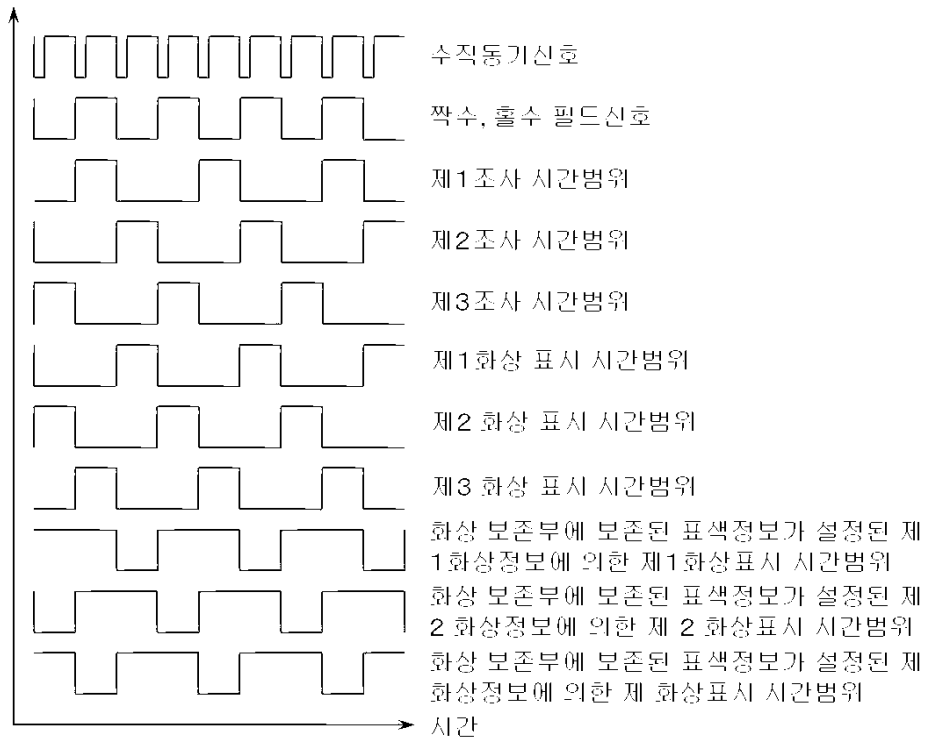 수직동기신호
짝수, 홀수 필드신호
제1조사 시간범위
제2조사 시간범위
제3조사 시간범위
제1화상 표시 시간범위
제2 화상 표시 시간범위
제3 화상 표시 시간범위
화상 보존부에 보존된 표색정보가 설정된 제
1화상정보에 의한 제1화상표시 시간범위
화상 보존부에 보존된 표색정보가 설정된 제
2 화상정보에 의한 제 2 화상표시 시간범위
화상 보존부에 보존된 표색정보가 설정된 제
화상정보에 의한 제 화상표시 시간범위
시간